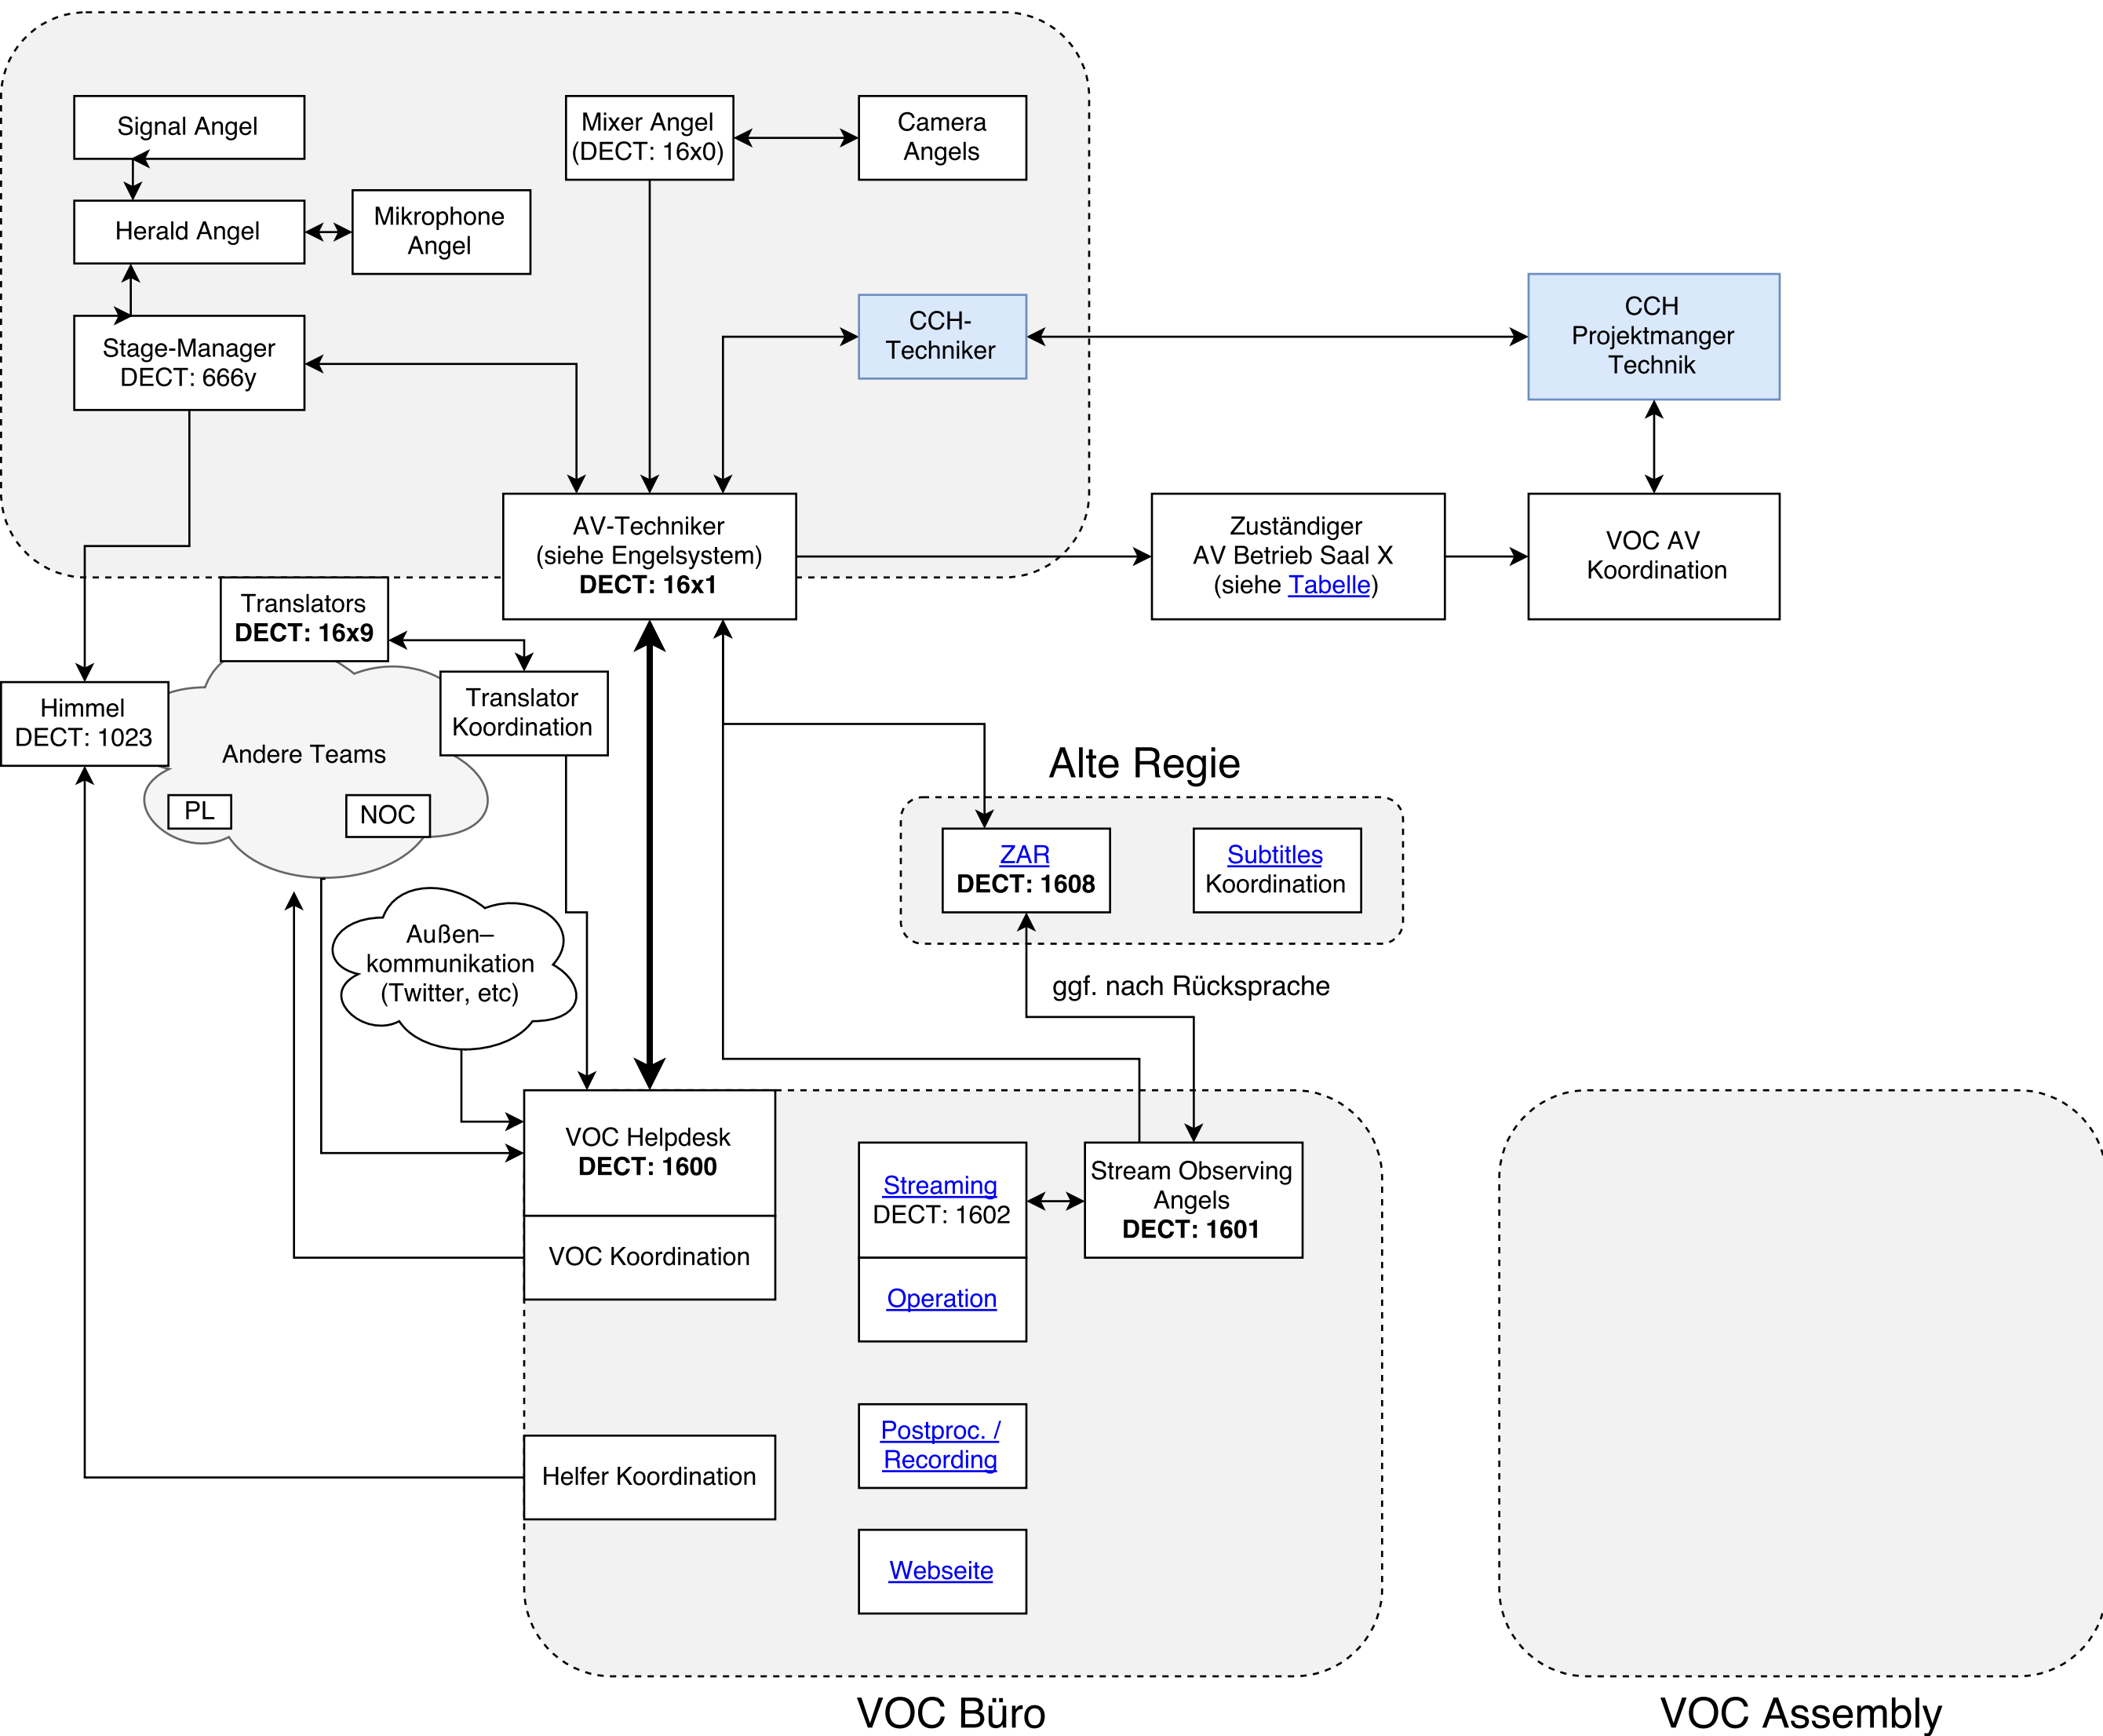 Signal Angel
Mixer Angel
(DECT: 16x0)
Camera
Angels
Herald Angel
Mikrophone
Angel
Stage-Manager
DECT: 666y
CCH-
Techniker
CCH
Projektmanger
Technik
AV-Techniker
(siehe Engelsystem)
DECT: 16x1
Zuständiger
AV Betrieb Saal X
(siehe Tabelle)
VOC AV
Koordination
Translators
DECT: 16x9
Himmel
DECT: 1023
Translator
Koordination
Andere Teams
PL
NOC
Alte Regie
ZAR
DECT: 1608
Subtitles
Koordination
Außen–
kommunikation
(Twitter, etc)
ggf. nach Rücksprache
VOC Helpdesk
DECT: 1600
VOC Koordination
Streaming
DECT: 1602
Stream Observing
Angels
DECT: 1601
Operation
Helfer Koordination
Postproc. /
Recording
Webseite
VOC Büro
VOC Assembly